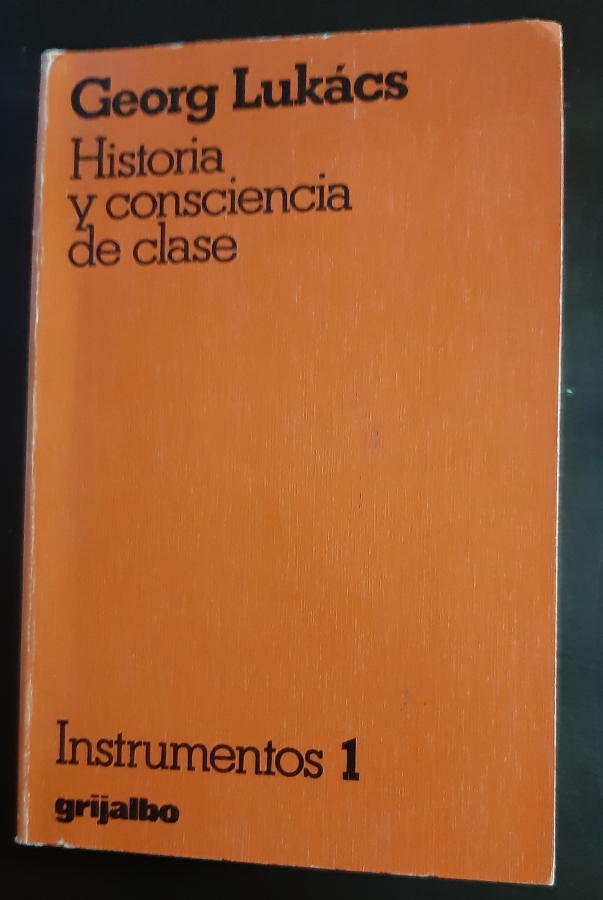 Georg Lukács
Historia
y consciencia
de clase
Instrumentos 1
grijalbo